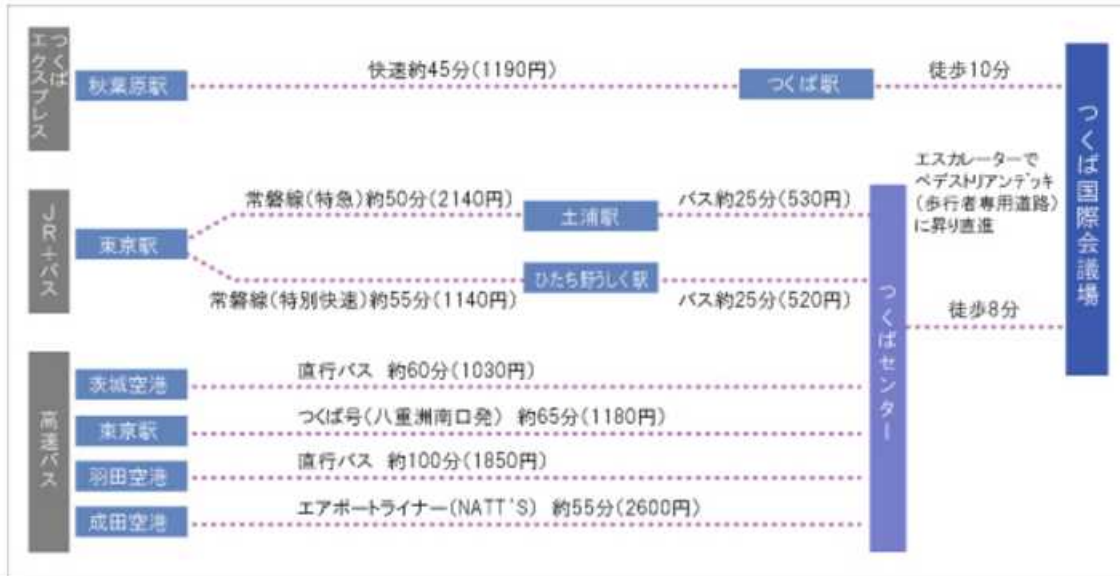 つくば
エクスプレス
秋葉原駅
快速約45分(1190円)
つくば駅
徒歩10分
つくば国際会議場
エスカレーターで
ペデストリアンデッキ
(歩行者専用道路)
に昇り直進
JR+バス
東京駅
常磐線(特急)約50分(2140円)
土浦駅
バス約25分(530円)
常磐線(特別快速)約55分(1140円)
ひたち野うしく駅
バス約25分(520円)
つくばセンター
徒歩8分
高速バス
茨城空港
直行バス 約60分(1030円)
東京駅
つくば号(八重洲南口発) 約65分(1180円)
羽田空港
直行バス 約100分(1850円)
成田空港
エアポートライナー(NATT'S) 約55分(2600円)